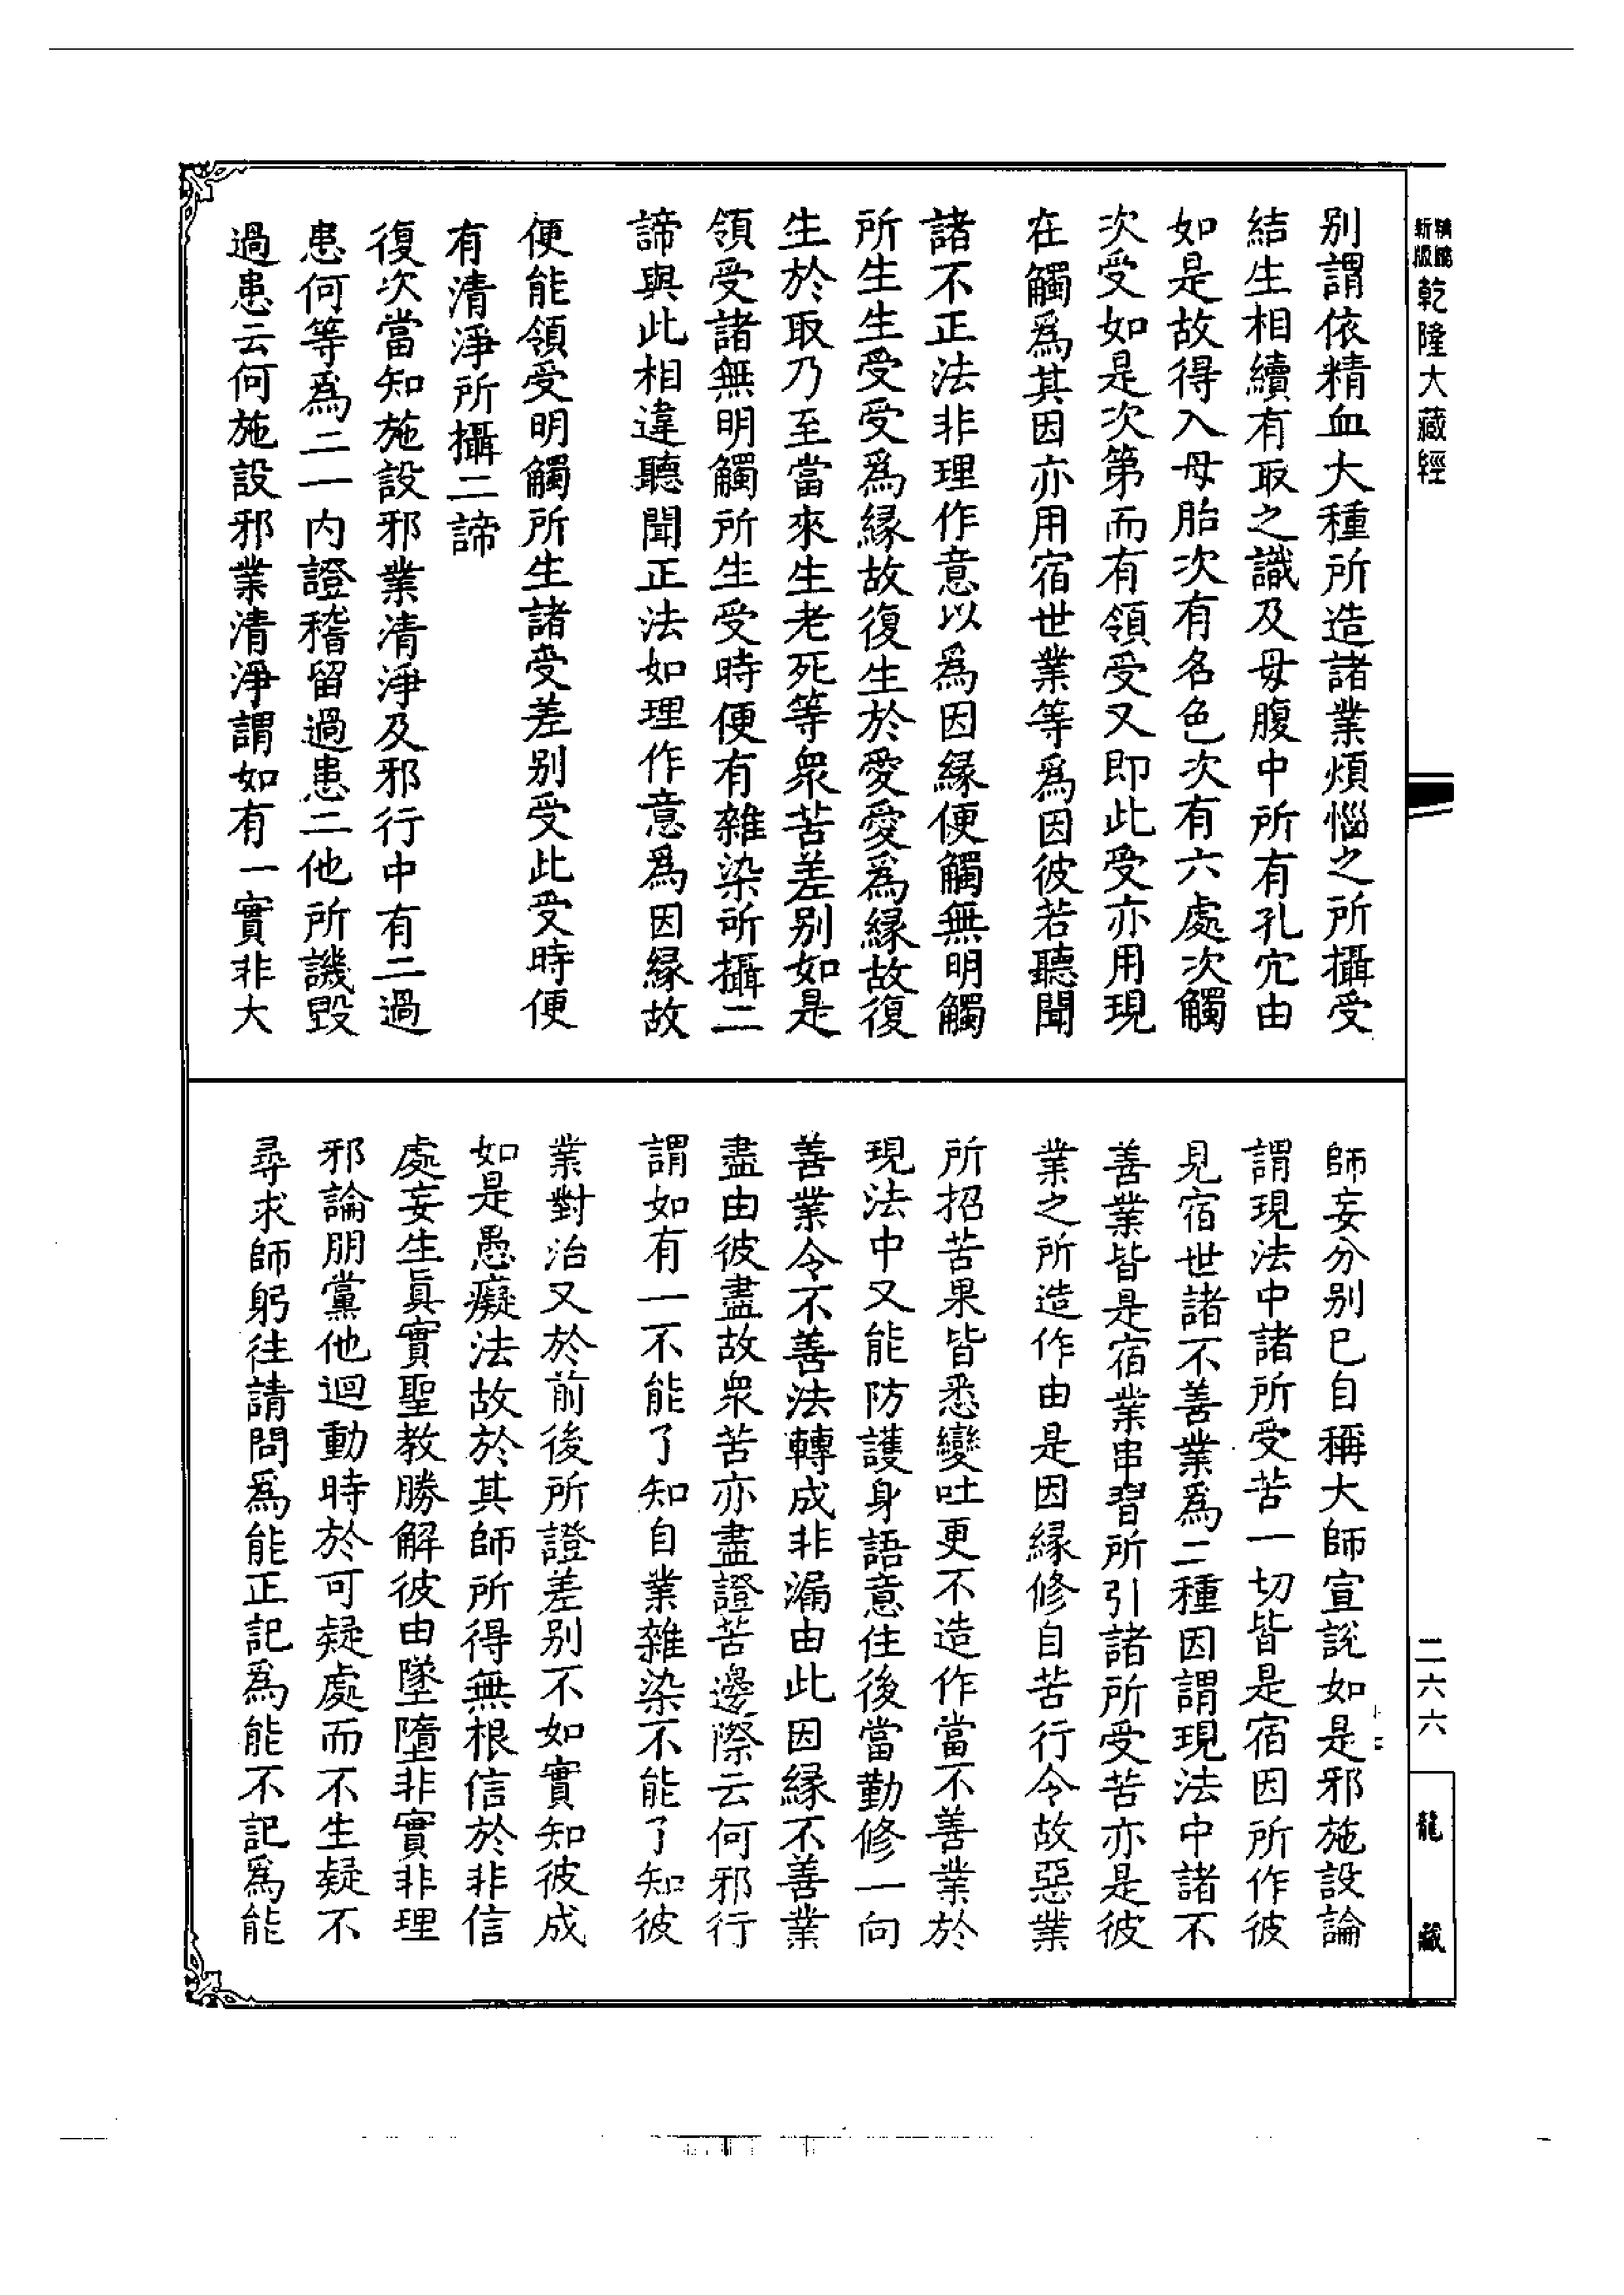 精雕
新版
乾隆大藏經
別謂依精血大種所造諸業煩惱之所攝受
結生相續有取之識及母腹中所有孔穴由
如是故得入母胎次有名色次有六處次觸
次受如是次第而有領受又即此受亦用現
在觸爲其因亦用宿世業等爲因彼若聽聞
諸不正法非理作意以爲因緣便觸無明觸
所生生受受爲緣故復生於愛愛爲緣故復
生於取乃至當來生老死等衆苦差別如是
領受諸無明觸所生受時便有雜染所攝二
諦與此相違聽聞正法如理作意爲因緣故
便能領受明觸所生諸受差別受此受時便
有清淨所攝二諦
復次當知施設邪業清淨及邪行中有二過
患何等爲二一內證稽留過患二他所譏毀
過患云何施設邪業清淨謂如有一實非大
師妄分別已自稱大師宣說如是邪施設論
謂現法中諸所受苦一切皆是宿因所作彼
見宿世諸不善業爲二種因謂現法中諸不
善業皆是宿業串習所引諸所受苦亦是彼
業之所造作由是因緣修自苦行令故惡業
所招苦果皆悉變吐更不造作當不善業於
現法中又能防護身語意住後當勤修一向
善業令不善法轉成非漏由此因緣不善業
盡由彼盡故衆苦亦盡證苦邊際云何邪行
謂如有一不能了知自業雜染不能了知彼
業對治又於前後所證差別不如實知彼成
如是愚癡法故於其師所得無根信於非信
處妄生眞實聖教勝解彼由墜墮非實非理
邪論朋黨他迴動時於可疑處而不生疑不
尋求師躬往請問爲能正記爲能不記爲能
二六六
龍藏